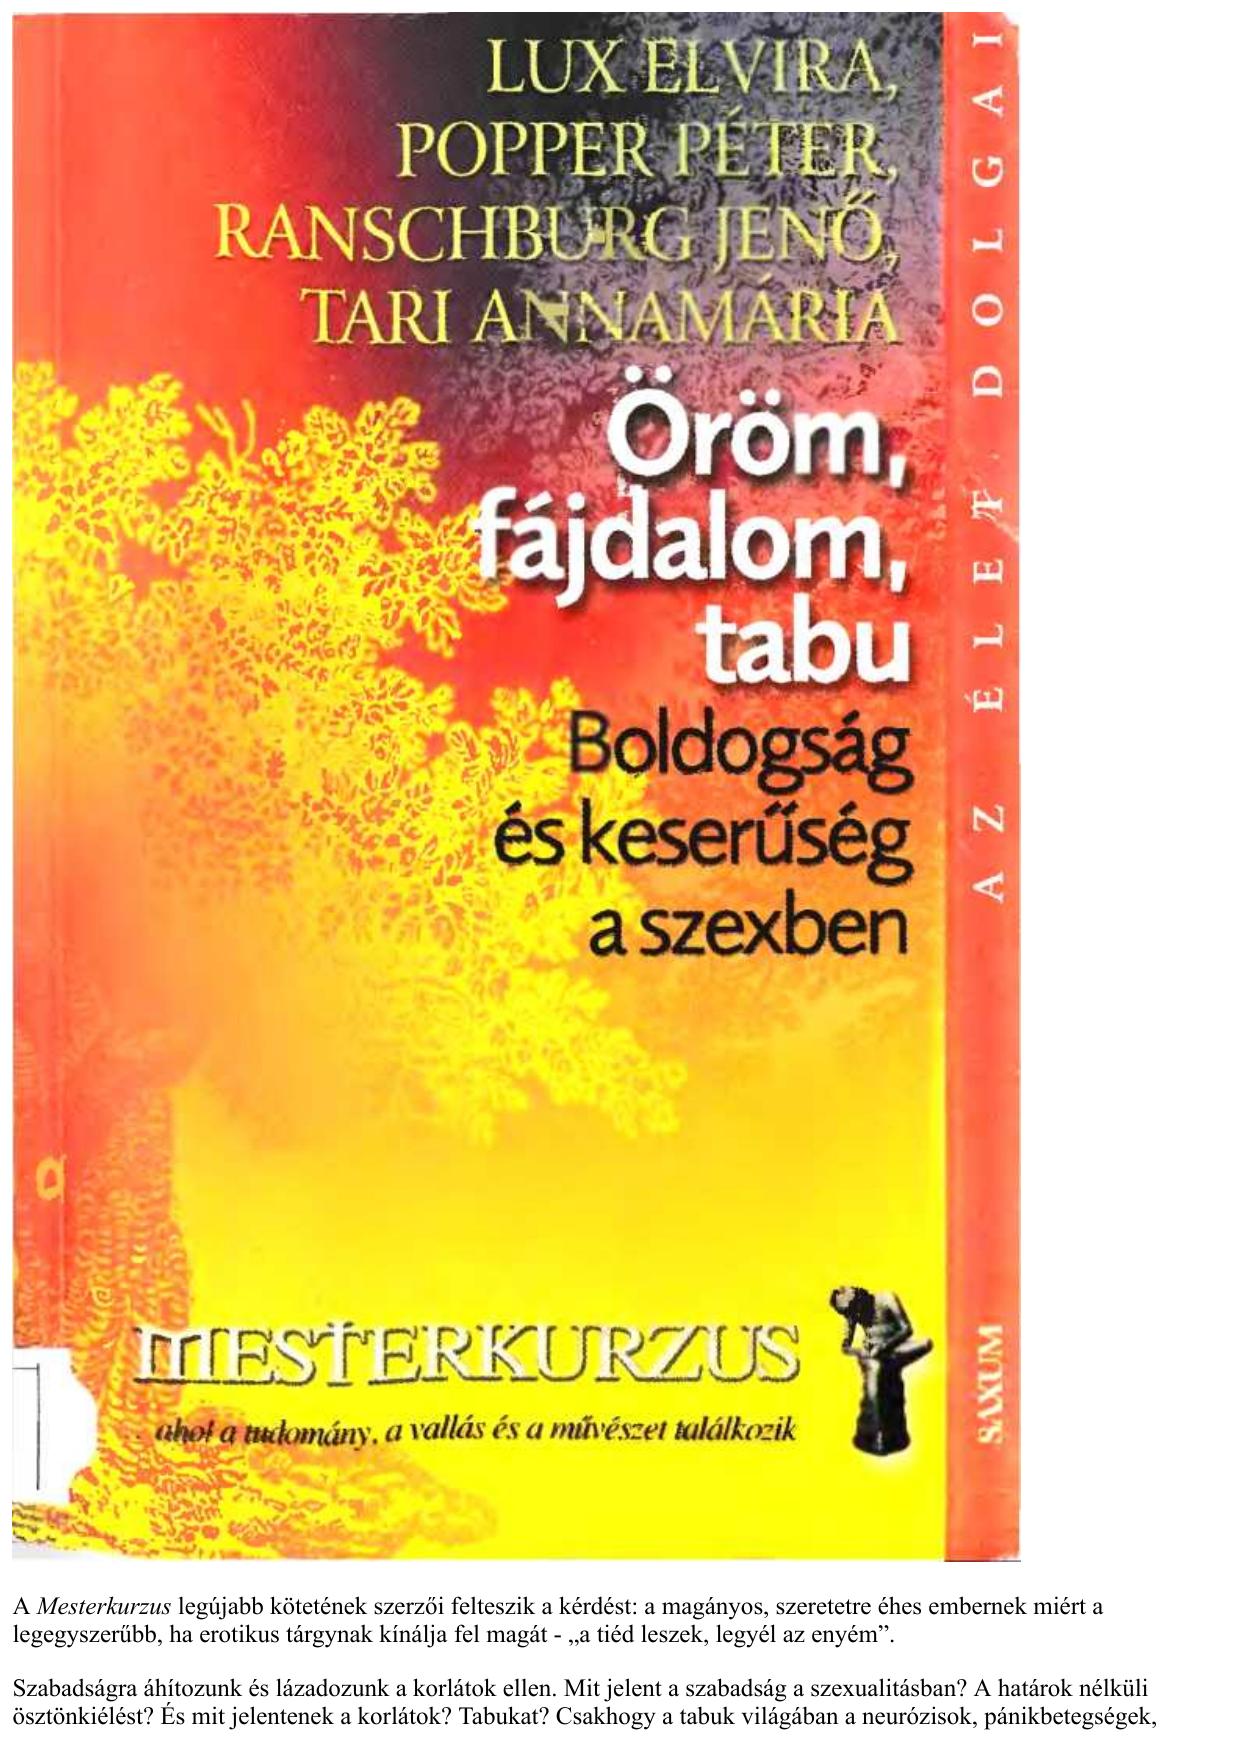 LUX ELVIRA,
POPPER PÉTER,
RANSCHBURG JENŐ,
TARI ANNAMÁRIA
Öröm,
fájdalom,
tabu
Boldogság
és keserűség
a szexben
MESTERKURZUS
ahol a tudomány, a vallás és a művészet találkozik
AZ ÉLET DOLGAI
SAXUM
A Mesterkurzus legújabb kötetének szerzői felteszik a kérdést: a magányos, szeretetre éhes embernek miért a
legegyszerűbb, ha erotikus tárgynak kínálja fel magát - „a tiéd leszek, legyél az enyém”.
Szabadságra áhítozunk és lázadozunk a korlátok ellen. Mit jelent a szabadság a szexualitásban? A határok nélküli
ösztönkiélést? És mit jelentenek a korlátok? Tabukat? Csakhogy a tabuk világában a neurózisok, pánikbetegségek,